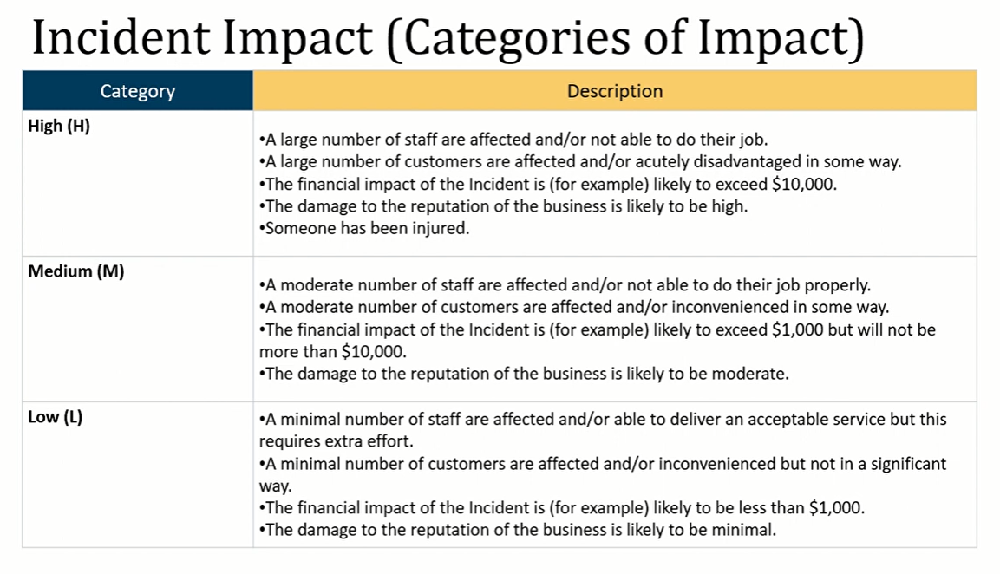 Incident Impact (Categories of Impact)
Category
Description
High (H)
•A large number of staff are affected and/or not able to do their job.
•A large number of customers are affected and/or acutely disadvantaged in some way.
•The financial impact of the Incident is (for example) likely to exceed $10,000.
•The damage to the reputation of the business is likely to be high.
•Someone has been injured.
Medium (M)
•A moderate number of staff are affected and/or not able to do their job properly.
•A moderate number of customers are affected and/or inconvenienced in some way.
•The financial impact of the Incident is (for example) likely to exceed $1,000 but will not be
more than $10,000.
•The damage to the reputation of the business is likely to be moderate.
Low (L)
•A minimal number of staff are affected and/or able to deliver an acceptable service but this
requires extra effort.
•A minimal number of customers are affected and/or inconvenienced but not in a significant
way.
•The financial impact of the Incident is (for example) likely to be less than $1,000.
•The damage to the reputation of the business is likely to be minimal.